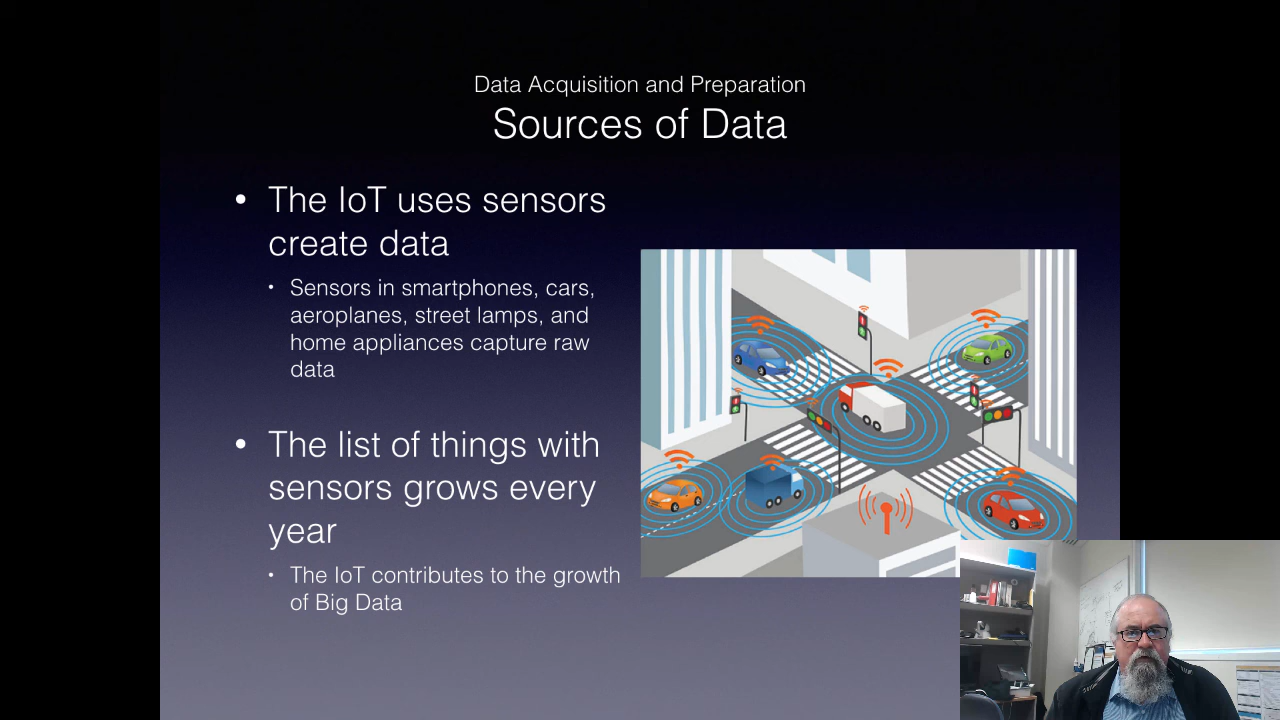 Data Acquisition and Preparation
Sources of Data
• The IoT uses sensors
create data
• Sensors in smartphones, cars,
aeroplanes, street lamps, and
home appliances capture raw
data
• The list of things with
sensors grows every
year
• The IoT contributes to the growth
of Big Data